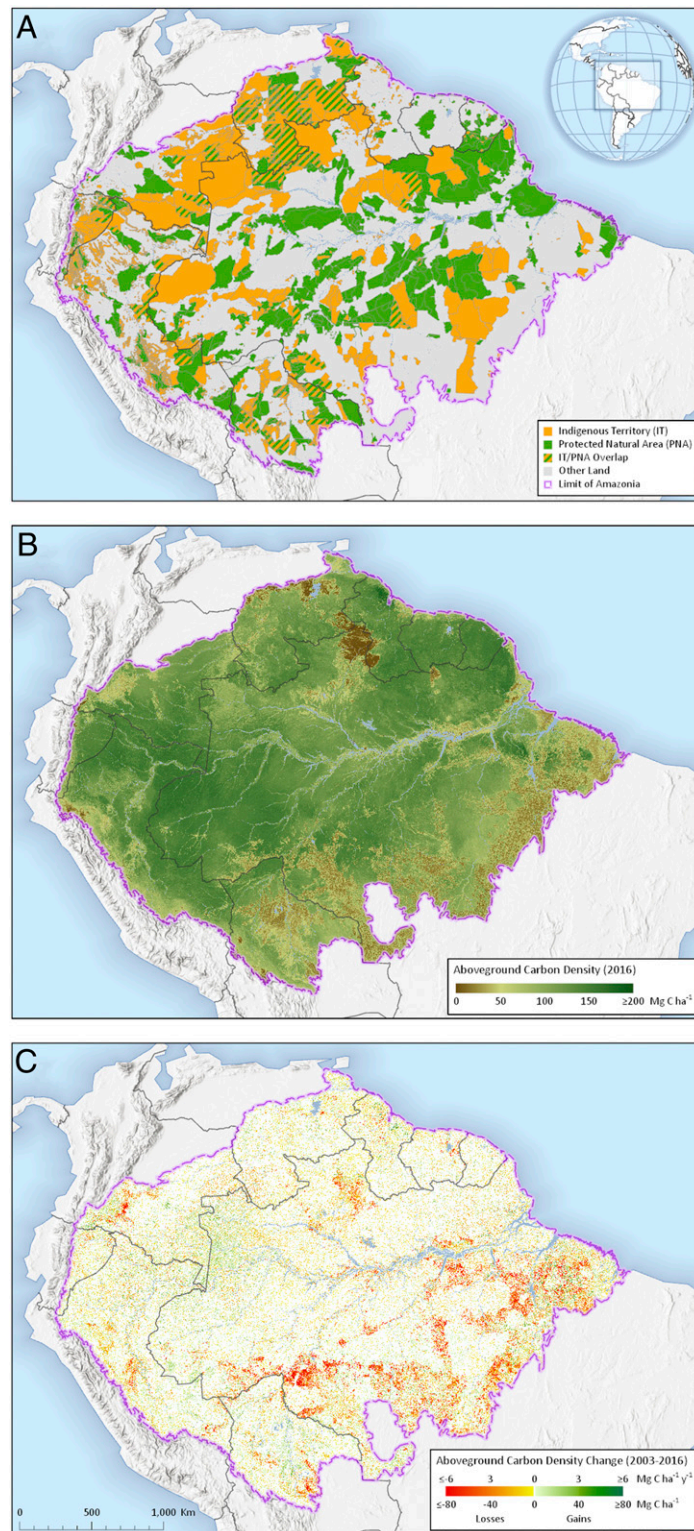 A
Indigenous Territory (IT)
Protected Natural Area (PNA)
IT/PNA Overlap
Other Land
Limit of Amazonia
B
Aboveground Carbon Density (2016)
0 50 100 150 ≥200 Mg C ha⁻¹
C
Aboveground Carbon Density Change (2003-2016)
≤-6 3 0 3 ≥6 Mg C ha⁻¹ y⁻¹
≤-80 -40 0 40 ≥80 Mg C ha⁻¹
Losses Gains
0 500 1,000 Km